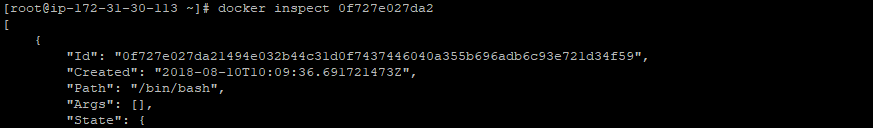 [root@ip-172-31-30-113 ~]# docker inspect 0f727e027da2
[
    {
        "Id": "0f727e027da21494e032b44c31d0f7437446040a355b696adb6c93e721d34f59",
        "Created": "2018-08-10T10:09:36.691721473Z",
        "Path": "/bin/bash",
        "Args": [],
        "State": {